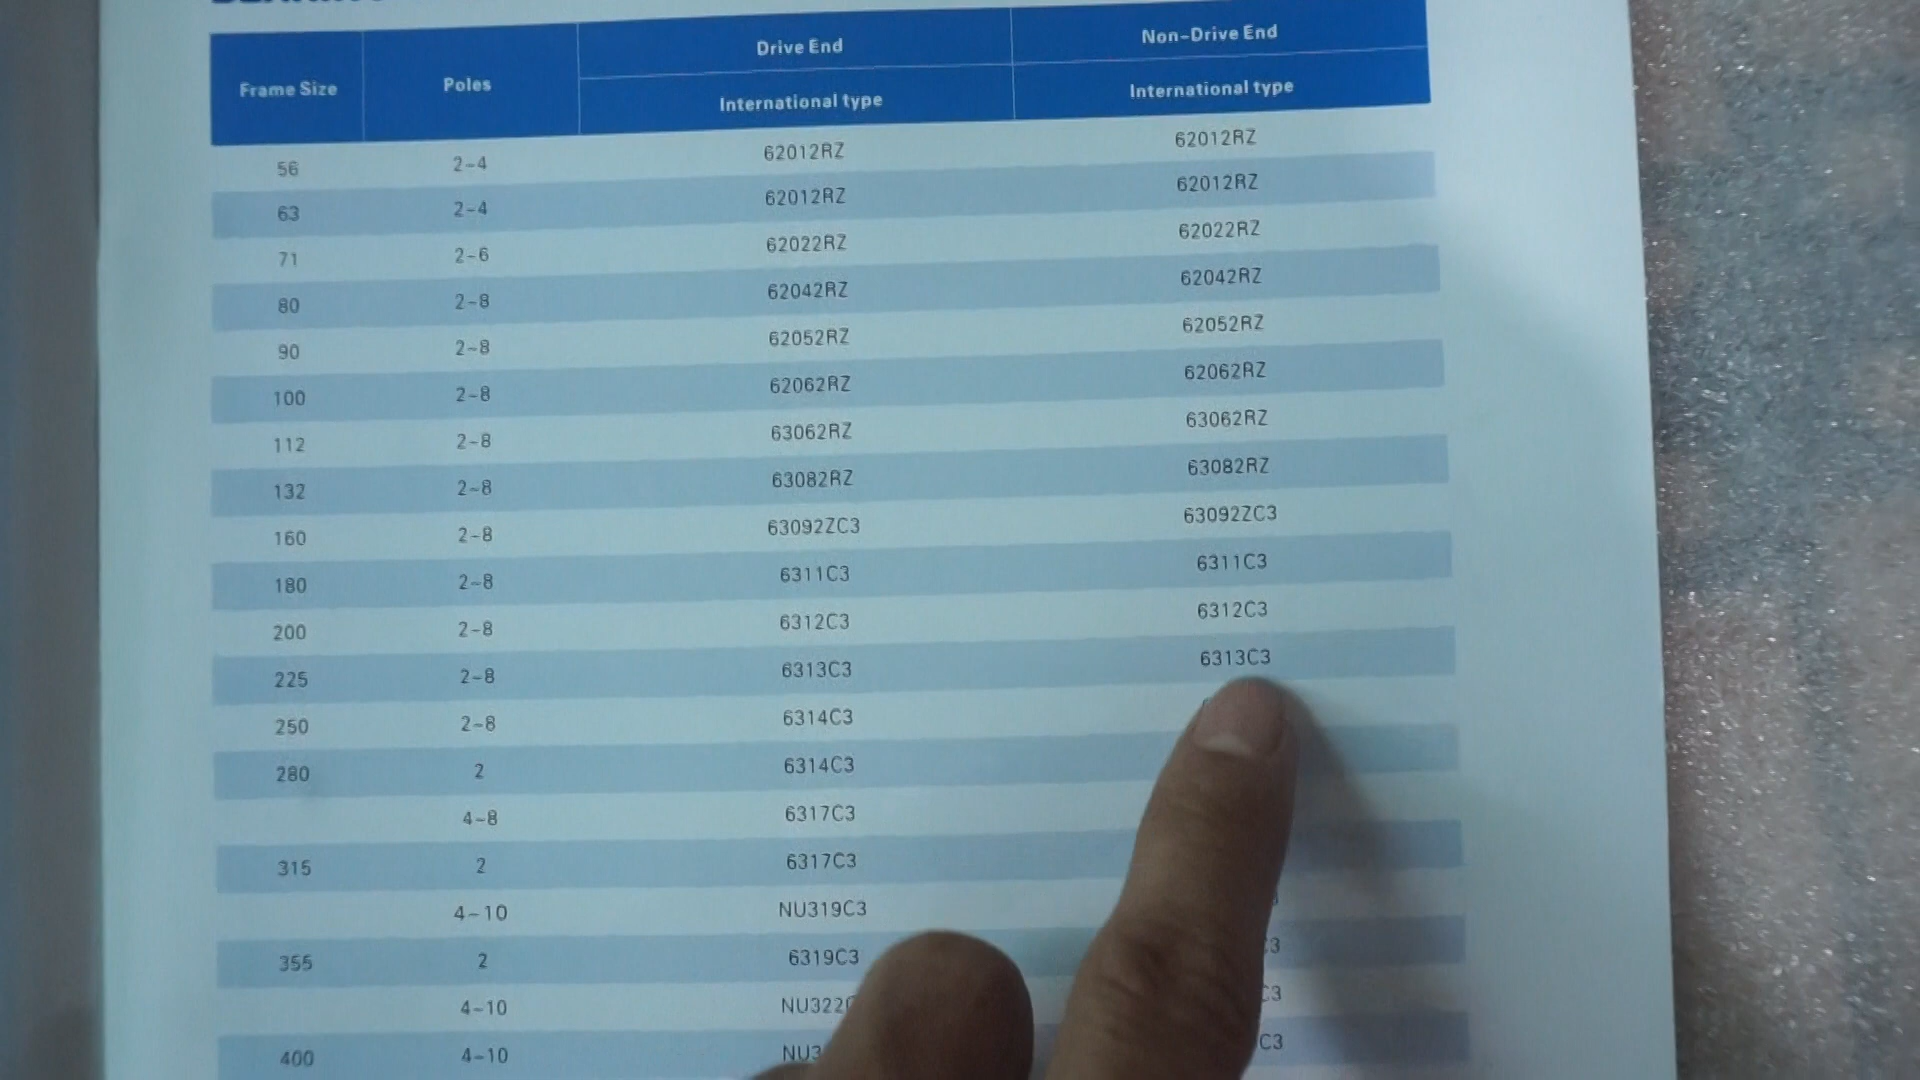 Drive End Non-Drive End
Frame Size Poles International type International type
56 2-4 62012RZ 62012RZ
63 2-4 62012RZ 62012RZ
71 2-6 62022RZ 62022RZ
80 2-8 62042RZ 62042RZ
90 2-8 62052RZ 62052RZ
100 2-8 62062RZ 62062RZ
112 2-8 63062RZ 63062RZ
132 2-8 63082RZ 63082RZ
160 2-8 63092ZC3 63092ZC3
180 2-8 6311C3 6311C3
200 2-8 6312C3 6312C3
225 2-8 6313C3 6313C3
250 2-8 6314C3
280 2 6314C3
4-8 6317C3
315 2 6317C3
4-10 NU319C3
355 2 6319C3
4-10
400 4-10